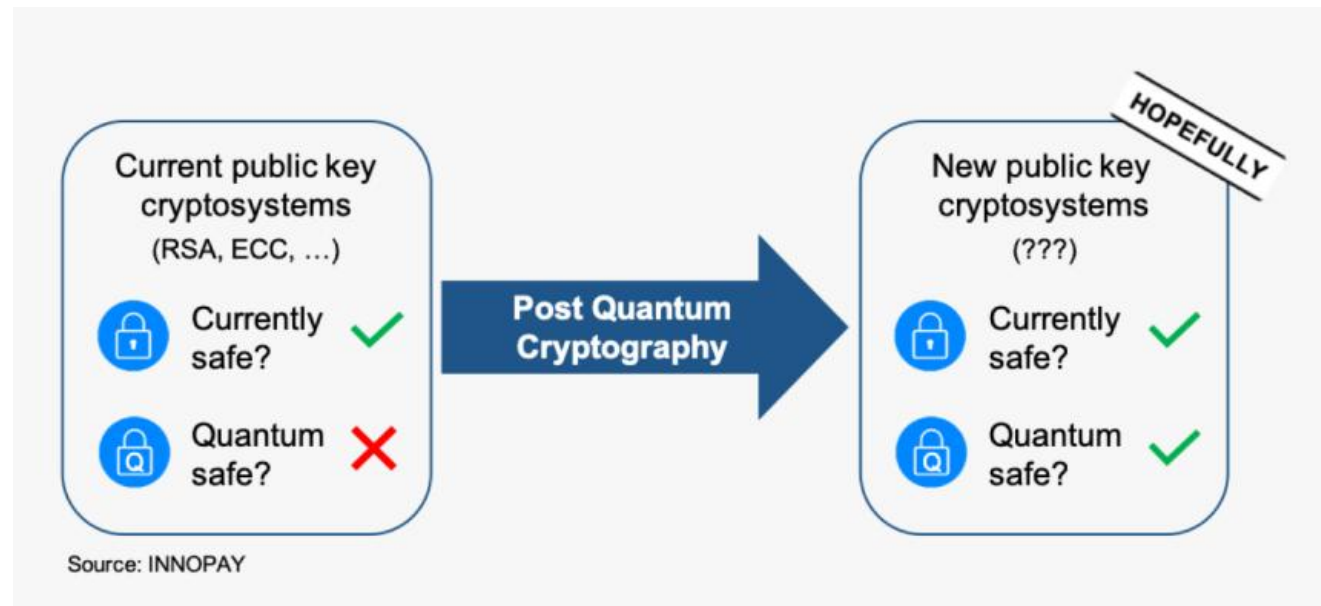 Current public key
cryptosystems
(RSA, ECC, ...)
Currently
safe?
Q
Quantum
safe?
Post Quantum
Cryptography
HOPEFULLY
New public key
cryptosystems
(???)
Currently
safe?
Q
Quantum
safe?
Source: INNOPAY